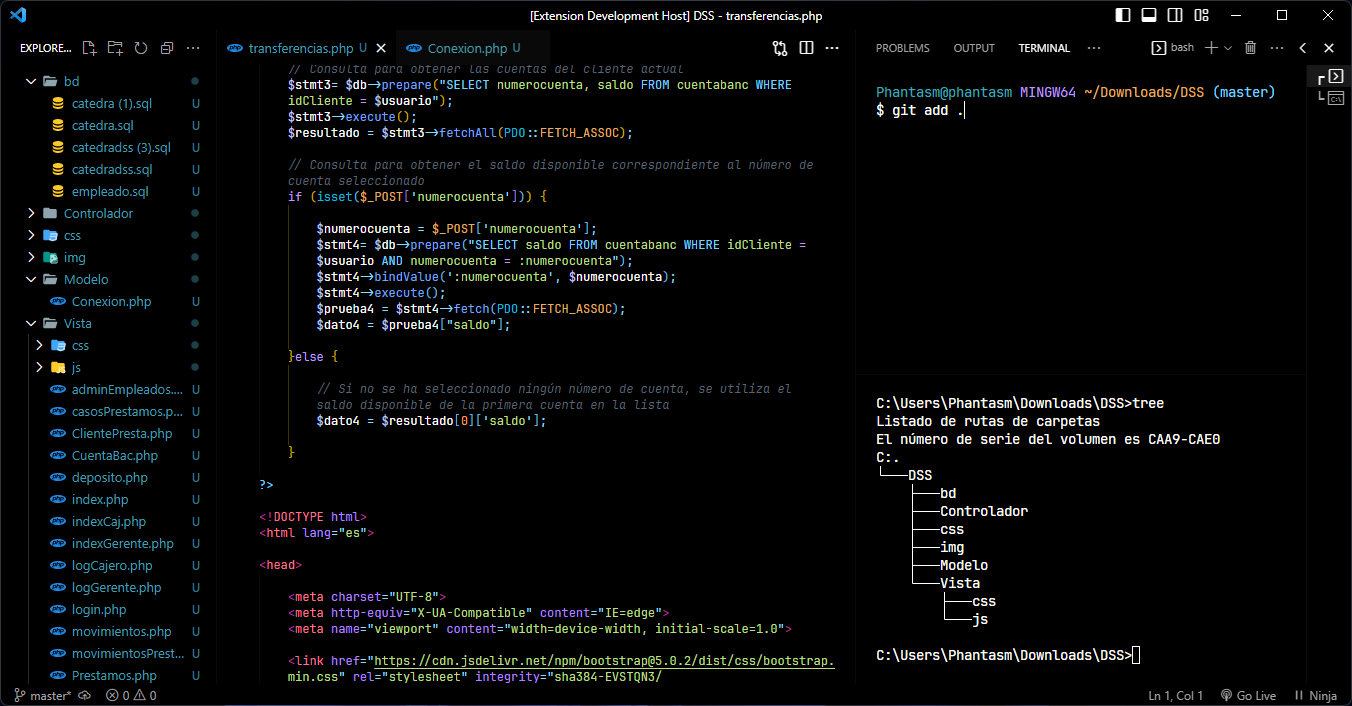 [Extension Development Host] DSS - transferencias.php
EXPLORE... ···
bd
catedra (1).sql U
catedra.sql U
catedradss (3).sql U
catedradss.sql U
empleado.sql U
Controlador
css
img
Modelo
Conexion.php U
Vista
css
js
adminEmpleados.... U
casosPrestamos.p... U
ClientePresta.php U
CuentaBac.php U
deposito.php U
index.php U
indexCaj.php U
indexGerente.php U
logCajero.php U
logGerente.php U
login.php U
movimientos.php U
movimientosPrest... U
Prestamos.php U
transferencias.php U
Conexion.php U
// Consulta para obtener las cuentas del cliente actual
$stmt3= $db->prepare("SELECT numerocuenta, saldo FROM cuentabanc WHERE
idCliente = $usuario");
$stmt3->execute();
$resultado = $stmt3->fetchAll(PDO::FETCH_ASSOC);
// Consulta para obtener el saldo disponible correspondiente al número de
cuenta seleccionado
if (isset($_POST['numerocuenta'])) {
$numerocuenta = $_POST['numerocuenta'];
$stmt4= $db->prepare("SELECT saldo FROM cuentabanc WHERE idCliente =
$usuario AND numerocuenta = :numerocuenta");
$stmt4->bindValue(':numerocuenta', $numerocuenta);
$stmt4->execute();
$prueba4 = $stmt4->fetch(PDO::FETCH_ASSOC);
$dato4 = $prueba4["saldo"];
}else {
// Si no se ha seleccionado ningún número de cuenta, se utiliza el
saldo disponible de la primera cuenta en la lista
$dato4 = $resultado[0]['saldo'];
}
?>
<!DOCTYPE html>
<html lang="es">
<head>
<meta charset="UTF-8">
<meta http-equiv="X-UA-Compatible" content="IE=edge">
<meta name="viewport" content="width=device-width, initial-scale=1.0">
<link href="https://cdn.jsdelivr.net/npm/bootstrap@5.0.2/dist/css/bootstrap.
min.css" rel="stylesheet" integrity="sha384-EVSTQN3/
PROBLEMS OUTPUT TERMINAL ··· bash
Phantasm@phantasm MINGW64 ~/Downloads/DSS (master)
$ git add .
C:\Users\Phantasm\Downloads\DSS>tree
Listado de rutas de carpetas
El número de serie del volumen es CAA9-CAE0
C:.
└───DSS
├───bd
├───Controlador
├───css
├───img
├───Modelo
└───Vista
├───css
└───js
C:\Users\Phantasm\Downloads\DSS>
master* 0 0 Ln 1, Col 1 Go Live Ninja